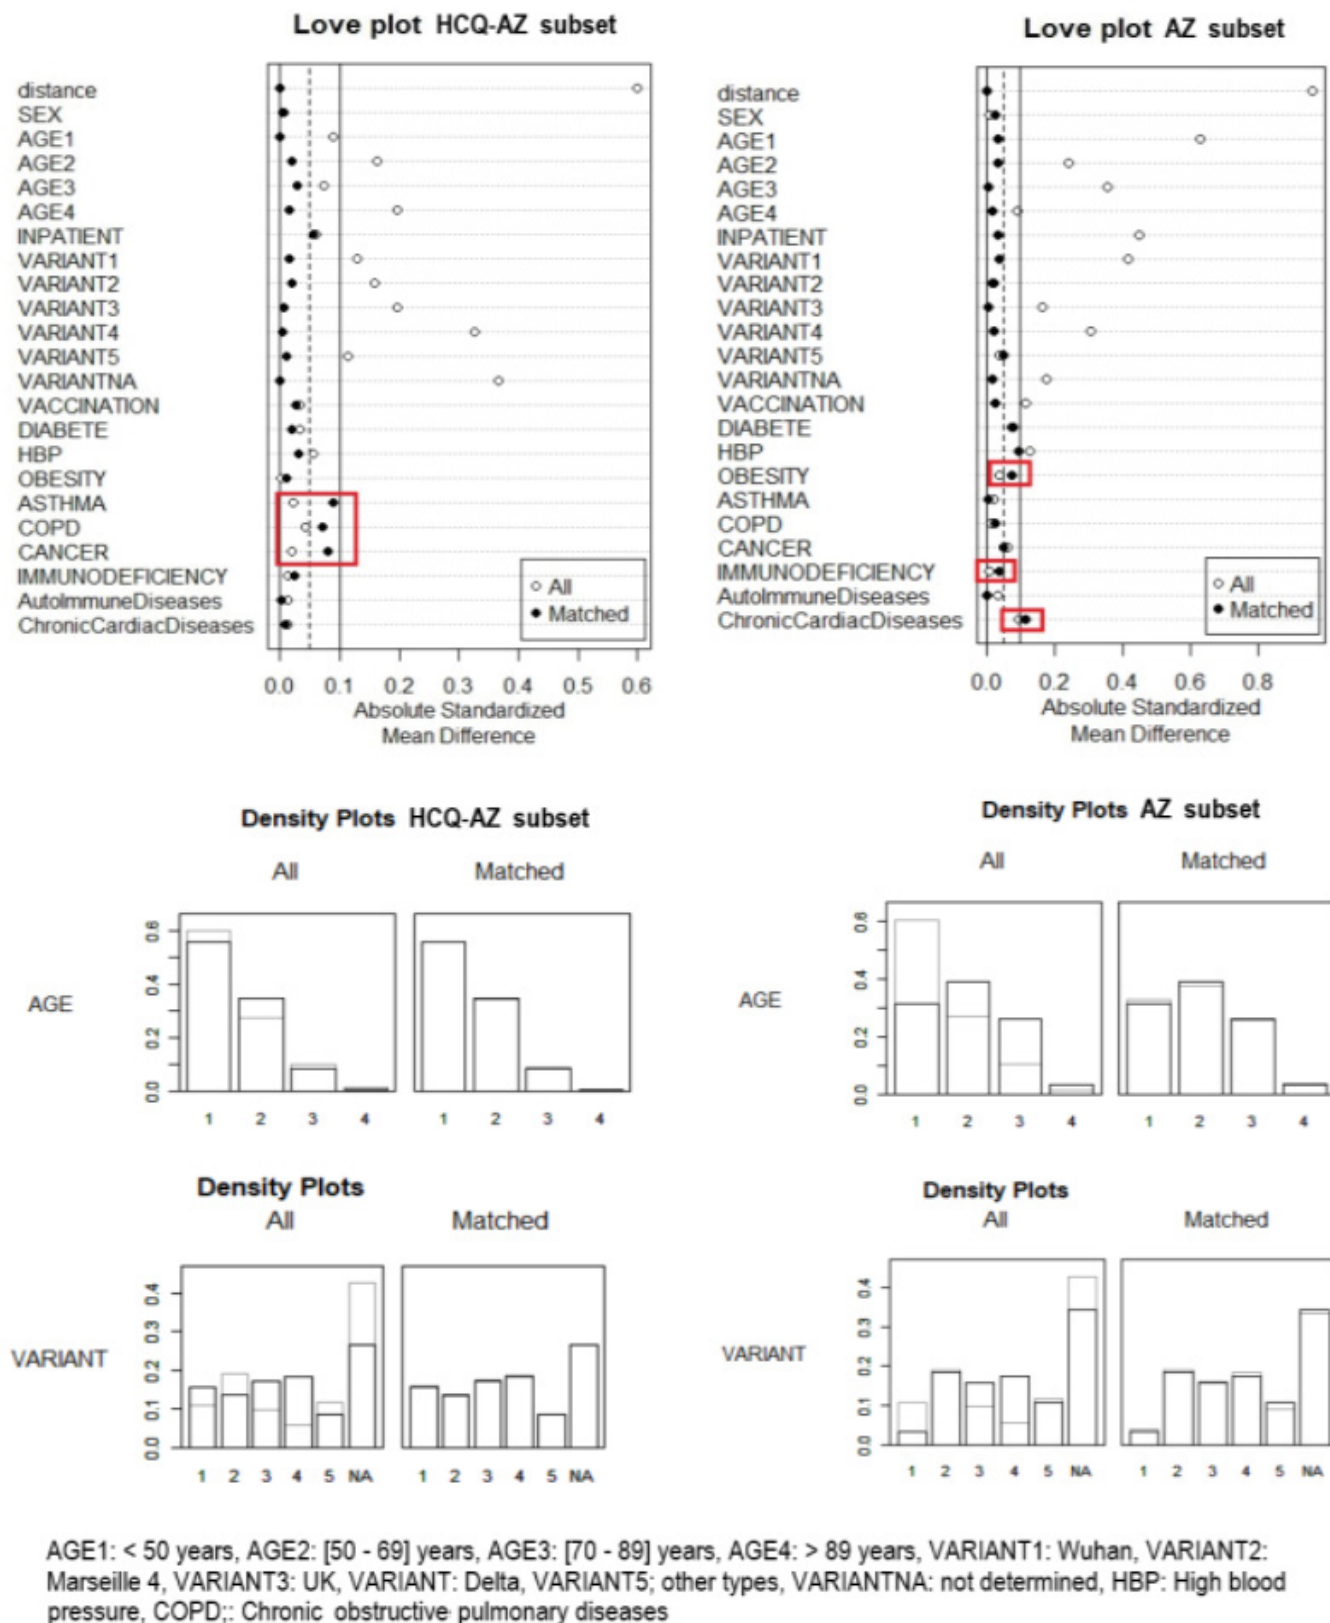 Love plot HCQ-AZ subset
distance
SEX
AGE1
AGE2
AGE3
AGE4
INPATIENT
VARIANT1
VARIANT2
VARIANT3
VARIANT4
VARIANT5
VARIANTNA
VACCINATION
DIABETE
HBP
OBESITY
ASTHMA
COPD
CANCER
IMMUNODEFICIENCY
AutoImmuneDiseases
ChronicCardiacDiseases
All
Matched
0.0 0.1 0.2 0.3 0.4 0.5 0.6
Absolute Standardized
Mean Difference
Love plot AZ subset
distance
SEX
AGE1
AGE2
AGE3
AGE4
INPATIENT
VARIANT1
VARIANT2
VARIANT3
VARIANT4
VARIANT5
VARIANTNA
VACCINATION
DIABETE
HBP
OBESITY
ASTHMA
COPD
CANCER
IMMUNODEFICIENCY
AutoImmuneDiseases
ChronicCardiacDiseases
All
Matched
0.0 0.2 0.4 0.6 0.8
Absolute Standardized
Mean Difference
Density Plots HCQ-AZ subset
All Matched
AGE
0.6
0.4
0.2
0.0
1 2 3 4 1 2 3 4
Density Plots AZ subset
All Matched
AGE
0.6
0.4
0.2
0.0
1 2 3 4 1 2 3 4
Density Plots
All Matched
VARIANT
0.4
0.3
0.2
0.1
0.0
1 2 3 4 5 NA 1 2 3 4 5 NA
Density Plots
All Matched
VARIANT
0.4
0.3
0.2
0.1
0.0
1 2 3 4 5 NA 1 2 3 4 5 NA
AGE1: < 50 years, AGE2: [50 - 69] years, AGE3: [70 - 89] years, AGE4: > 89 years, VARIANT1: Wuhan, VARIANT2:
Marseille 4, VARIANT3: UK, VARIANT: Delta, VARIANT5; other types, VARIANTNA: not determined, HBP: High blood
pressure, COPD;: Chronic obstructive pulmonary diseases